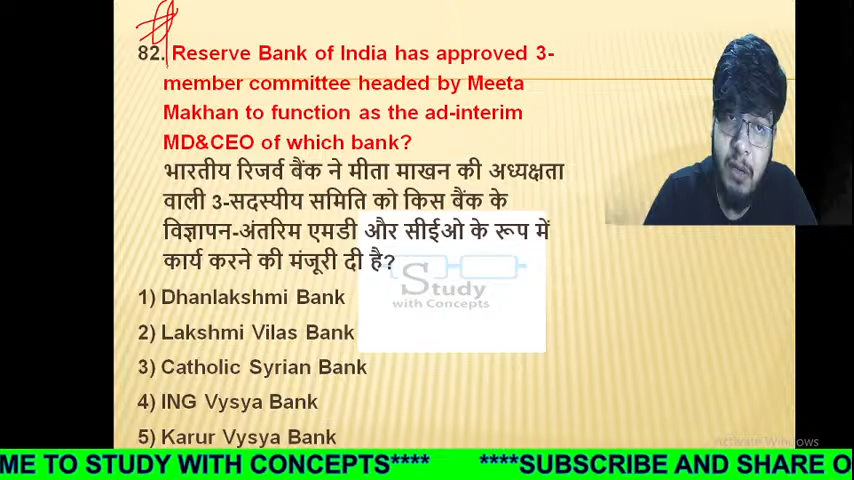 82. Reserve Bank of India has approved 3-
member committee headed by Meeta
Makhan to function as the ad-interim
MD&CEO of which bank?
भारतीय रिजर्व बैंक ने मीता माखन की अध्यक्षता
वाली 3-सदस्यीय समिति को किस बैंक के
विज्ञापन-अंतरिम एमडी और सीईओ के रूप में
कार्य करने की मंजूरी दी है?
Study
with Concepts
1) Dhanlakshmi Bank
2) Lakshmi Vilas Bank
3) Catholic Syrian Bank
4) ING Vysya Bank
5) Karur Vysya Bank
Activate Windows
ME TO STUDY WITH CONCEPTS**** ****SUBSCRIBE AND SHARE O